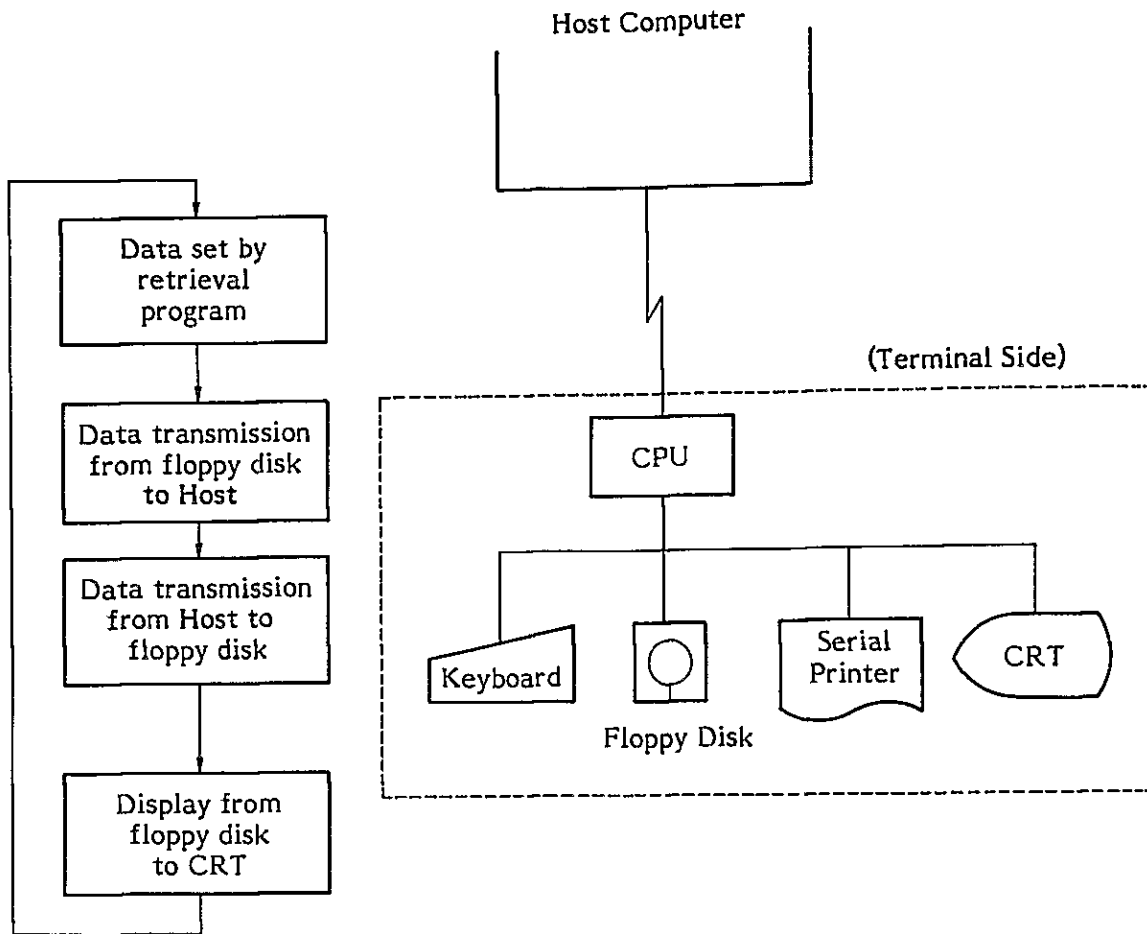 Host Computer
Data set by
retrieval
program
Data transmission
from floppy disk
to Host
Data transmission
from Host to
floppy disk
Display from
floppy disk
to CRT
(Terminal Side)
CPU
Keyboard
Floppy Disk
Serial
Printer
CRT